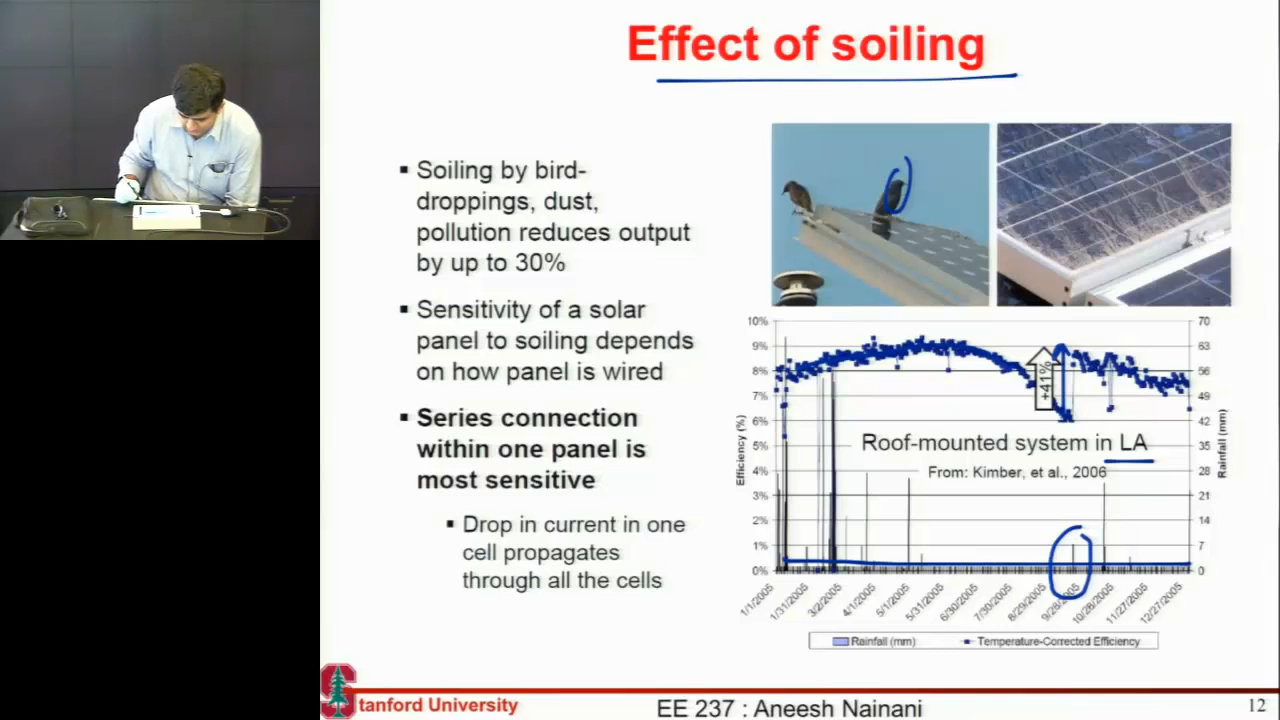 Effect of soiling
▪ Soiling by bird-
droppings, dust,
pollution reduces output
by up to 30%
▪ Sensitivity of a solar
panel to soiling depends
on how panel is wired
▪ Series connection
within one panel is
most sensitive
▪ Drop in current in one
cell propagates
through all the cells
10%
9%
8%
7%
6%
5%
4%
3%
2%
1%
0%
Efficiency (%)
+41%
Roof-mounted system in LA
From: Kimber, et al., 2006
70
63
56
49
42
35
28
21
14
7
0
Rainfall (mm)
1/1/2005
1/31/2005
3/2/2005
4/1/2005
5/1/2005
5/31/2005
6/30/2005
7/30/2005
8/29/2005
9/28/2005
10/28/2005
11/27/2005
12/27/2005
Rainfall (mm)
Temperature-Corrected Efficiency
Stanford University
EE 237 : Aneesh Nainani
12